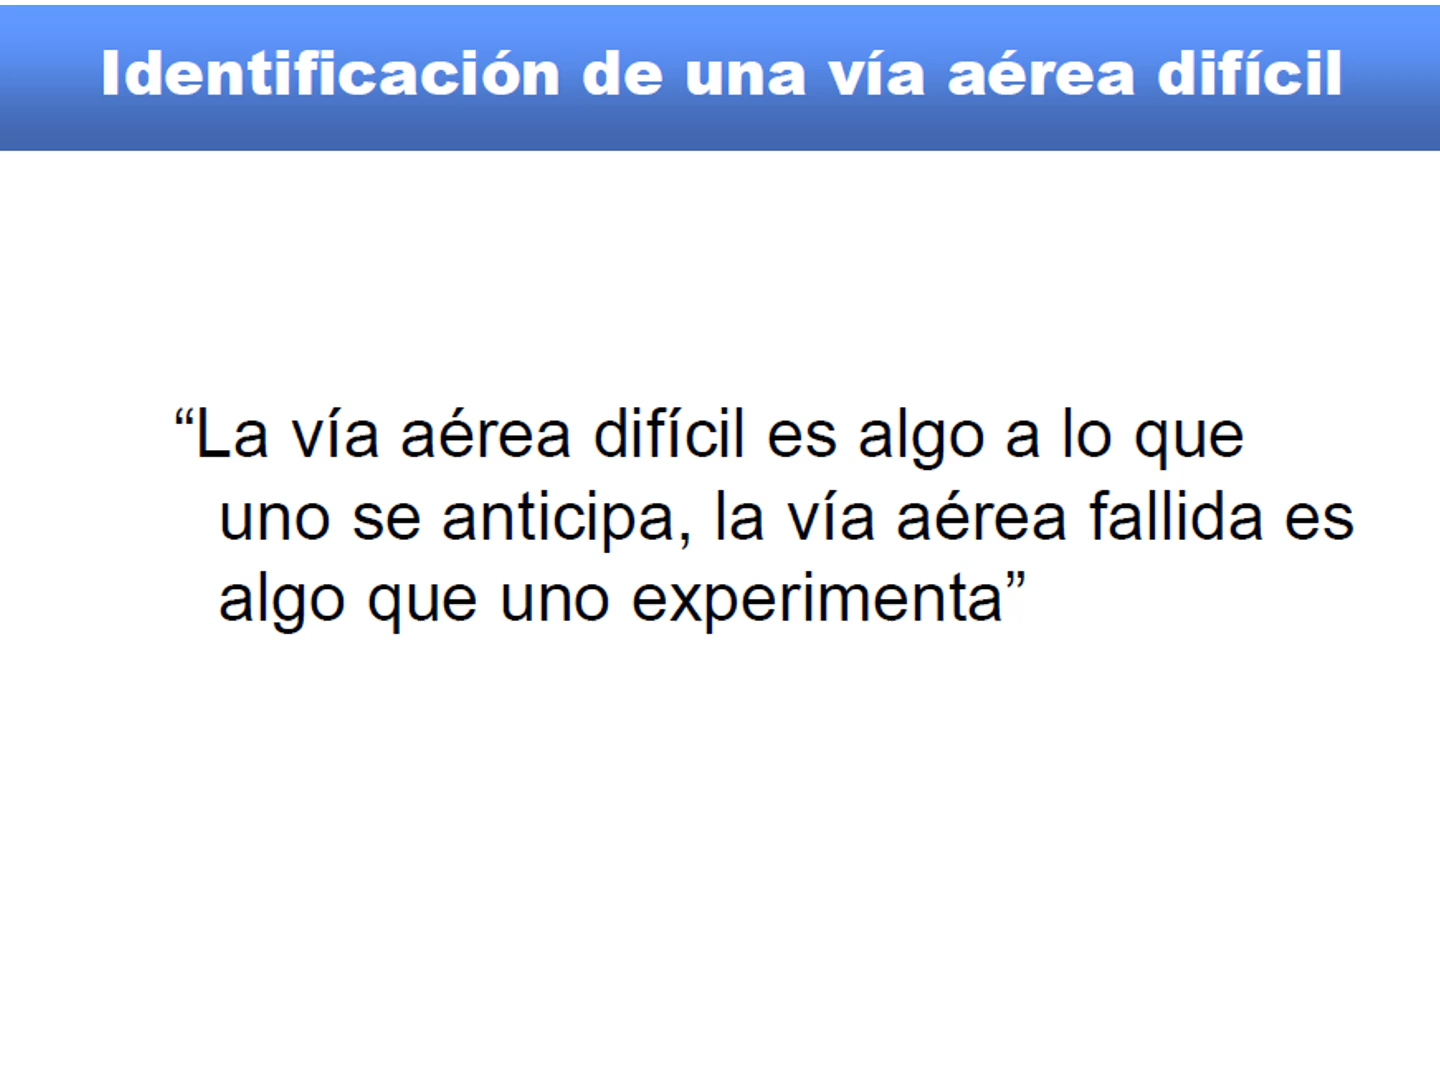 Identificación de una vía aérea difícil
“La vía aérea difícil es algo a lo que
uno se anticipa, la vía aérea fallida es
algo que uno experimenta”